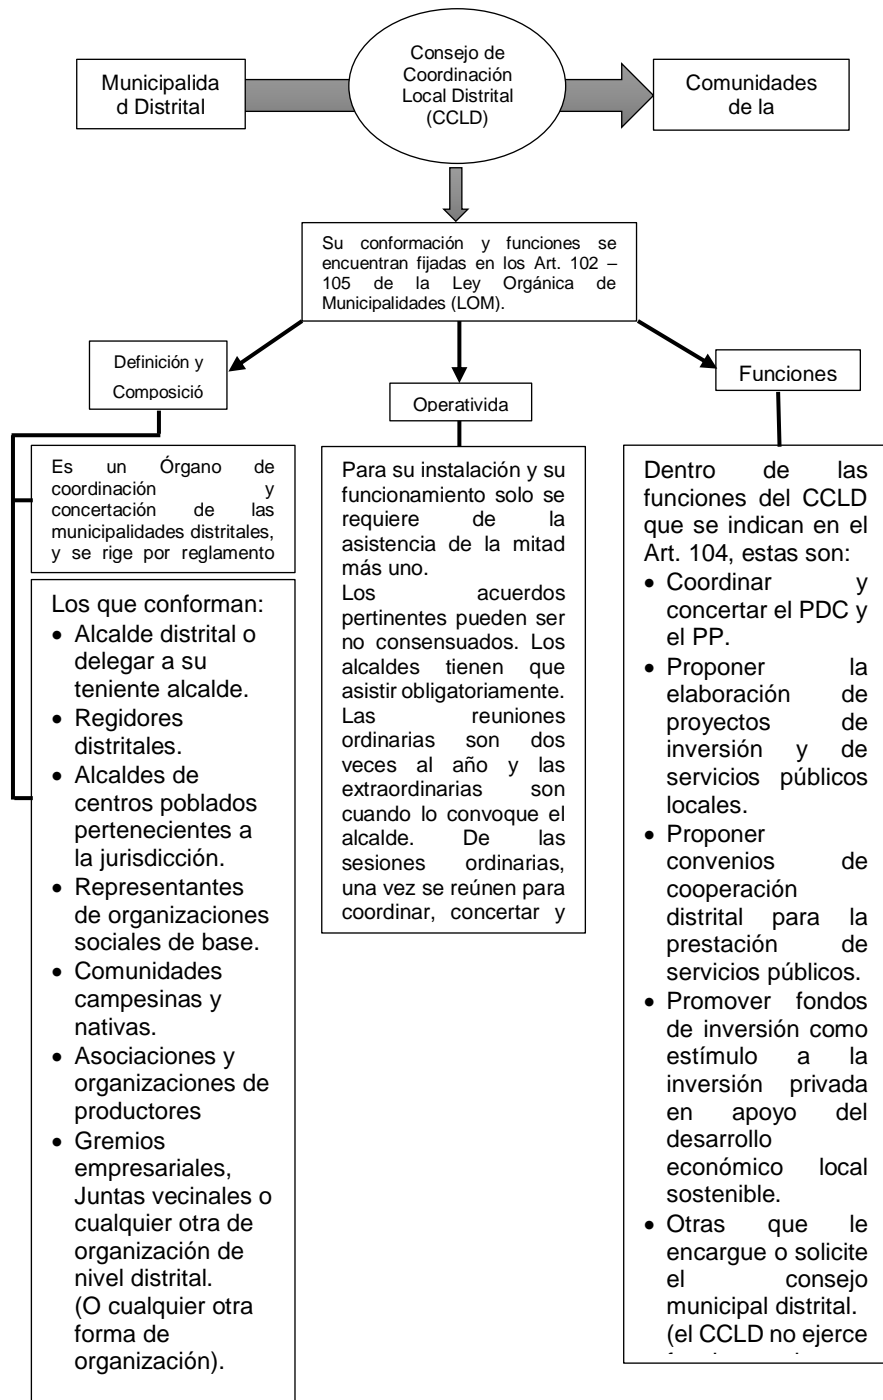 Municipalida
d Distrital
Consejo de
Coordinación
Local Distrital
(CCLD)
Comunidades
de la
Su conformación y funciones se
encuentran fijadas en los Art. 102 –
105 de la Ley Orgánica de
Municipalidades (LOM).
Definición y
Composició
Operativida
Funciones
Es un Órgano de
coordinación y
concertación de las
municipalidades distritales,
y se rige por reglamento
Los que conforman:
• Alcalde distrital o
delegar a su
teniente alcalde.
• Regidores
distritales.
• Alcaldes de
centros poblados
pertenecientes a
la jurisdicción.
• Representantes
de organizaciones
sociales de base.
• Comunidades
campesinas y
nativas.
• Asociaciones y
organizaciones de
productores
• Gremios
empresariales,
Juntas vecinales o
cualquier otra de
organización de
nivel distrital.
(O cualquier otra
forma de
organización).
Para su instalación y su
funcionamiento solo se
requiere de la
asistencia de la mitad
más uno.
Los acuerdos
pertinentes pueden ser
no consensuados. Los
alcaldes tienen que
asistir obligatoriamente.
Las reuniones
ordinarias son dos
veces al año y las
extraordinarias son
cuando lo convoque el
alcalde. De las
sesiones ordinarias,
una vez se reúnen para
coordinar, concertar y
Dentro de las
funciones del CCLD
que se indican en el
Art. 104, estas son:
• Coordinar y
concertar el PDC y
el PP.
• Proponer la
elaboración de
proyectos de
inversión y de
servicios públicos
locales.
• Proponer
convenios de
cooperación
distrital para la
prestación de
servicios públicos.
• Promover fondos
de inversión como
estímulo a la
inversión privada
en apoyo del
desarrollo
económico local
sostenible.
• Otras que le
encargue o solicite
el consejo
municipal distrital.
(el CCLD no ejerce